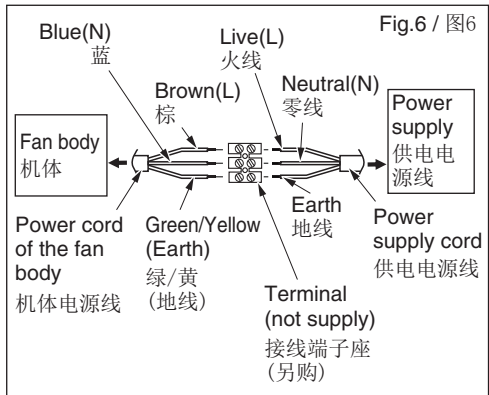 Fig.6 / 图6
Blue(N)
蓝
Live(L)
火线
Brown(L)
棕
Neutral(N)
零线
Fan body
机体
Power
supply
供电电
源线
Power cord
of the fan
body
机体电源线
Green/Yellow
(Earth)
绿/黄
(地线)
Earth
地线
Terminal
(not supply)
接线端子座
(另购)
Power
supply cord
供电电源线